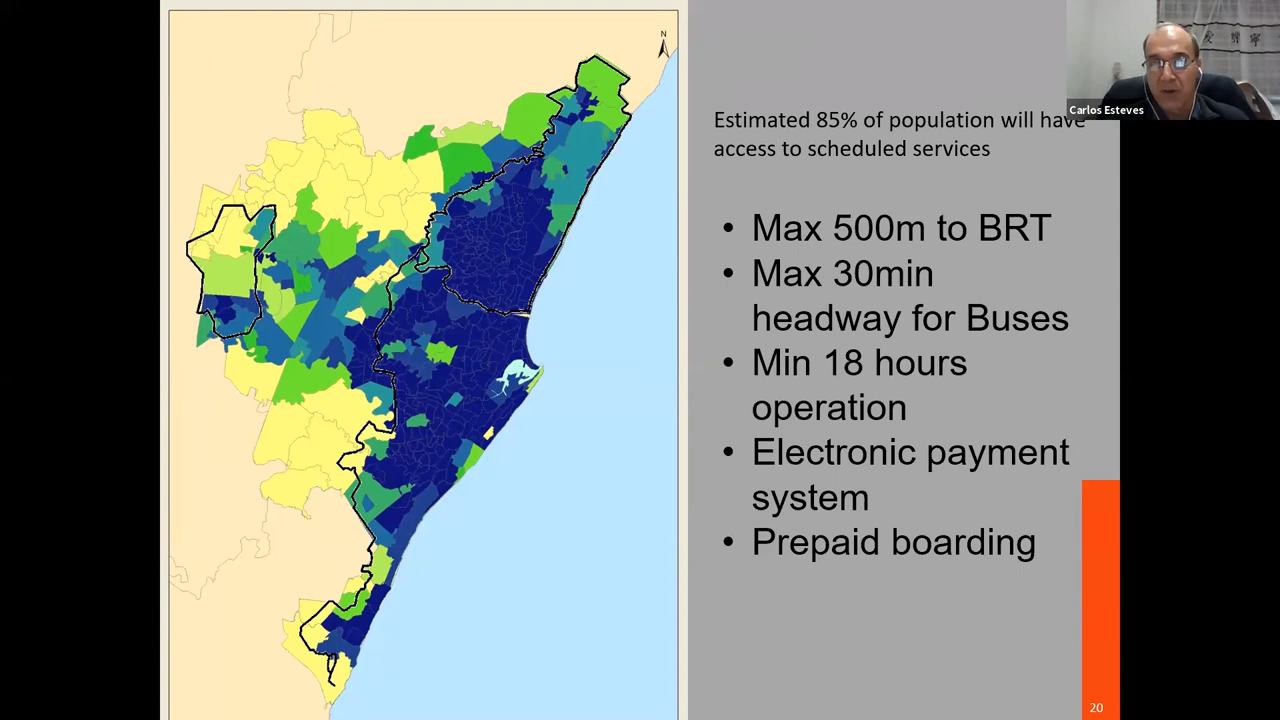 N
Estimated 85% of population will have
access to scheduled services
• Max 500m to BRT
• Max 30min
headway for Buses
• Min 18 hours
operation
• Electronic payment
system
• Prepaid boarding
20
Carlos Esteves